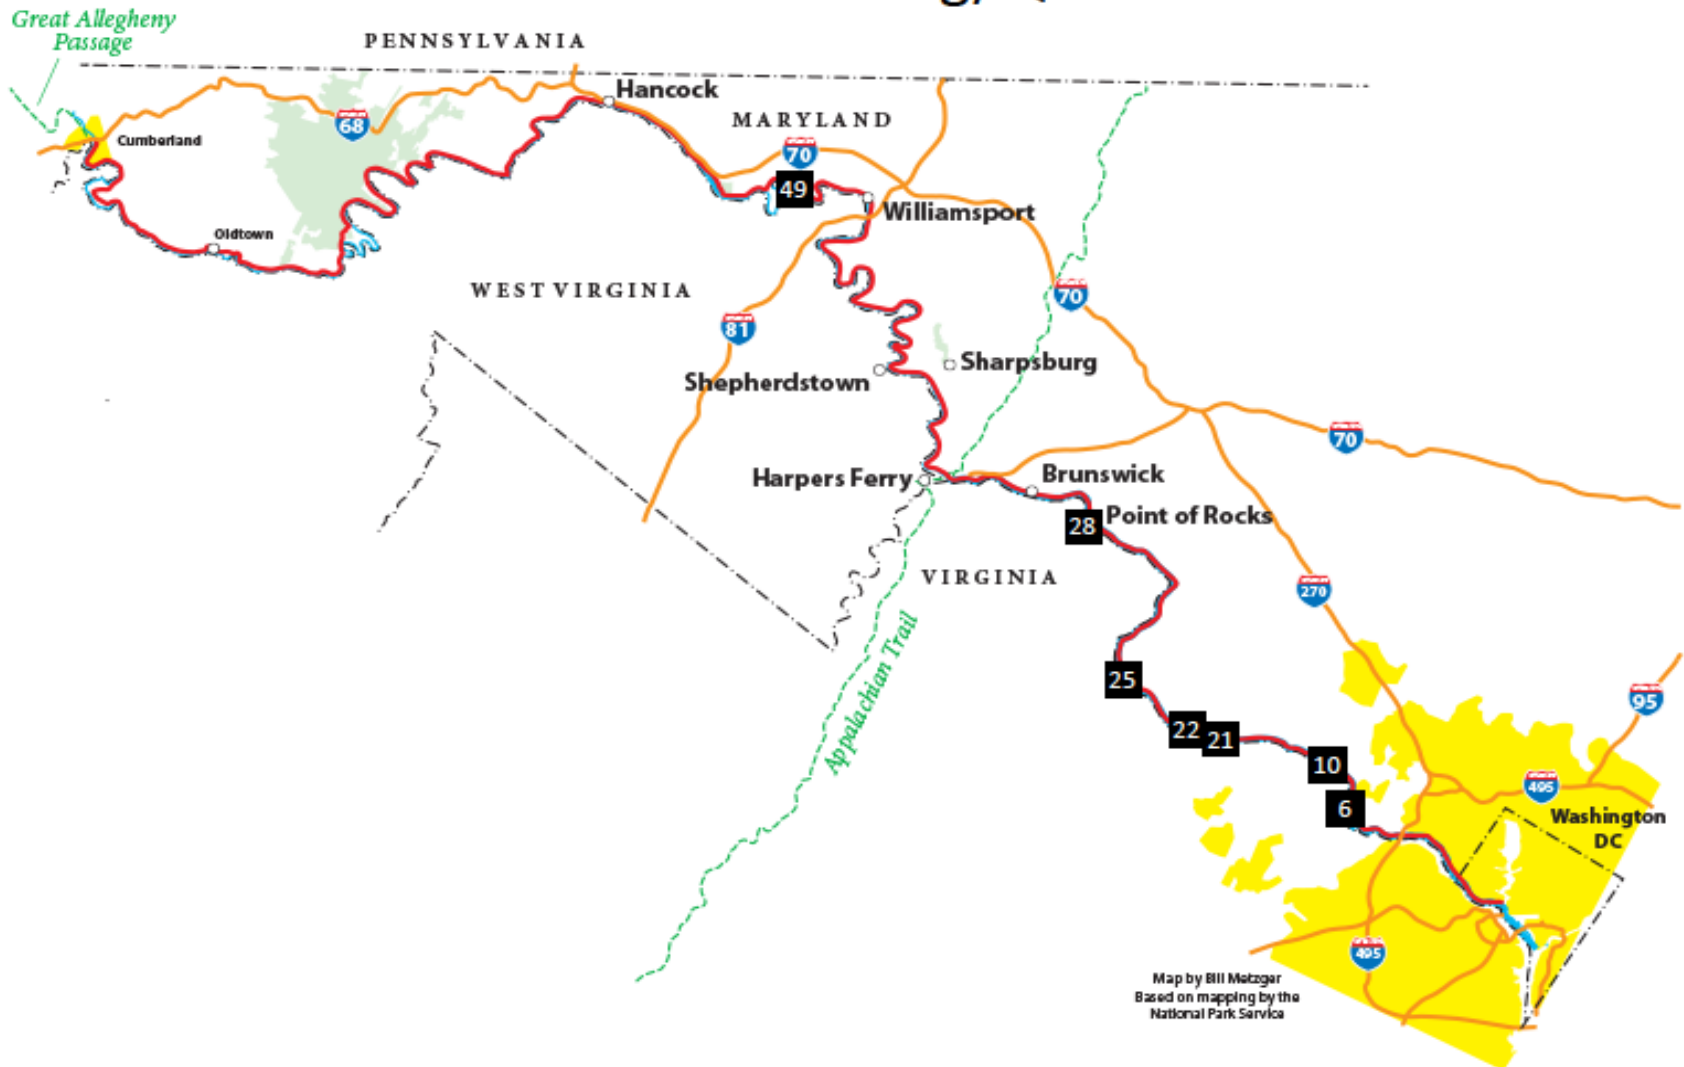 Great Allegheny
Passage
PENNSYLVANIA
Hancock
MARYLAND
68
Cumberland
70
49
Williamsport
Oldtown
WEST VIRGINIA
70
81
Sharpsburg
Shepherdstown
70
Harpers Ferry
Brunswick
28
Point of Rocks
VIRGINIA
270
Appalachian Trail
25
95
22
21
10
495
6
Washington
DC
495
Map by Bill Metzger
Based on mapping by the
National Park Service